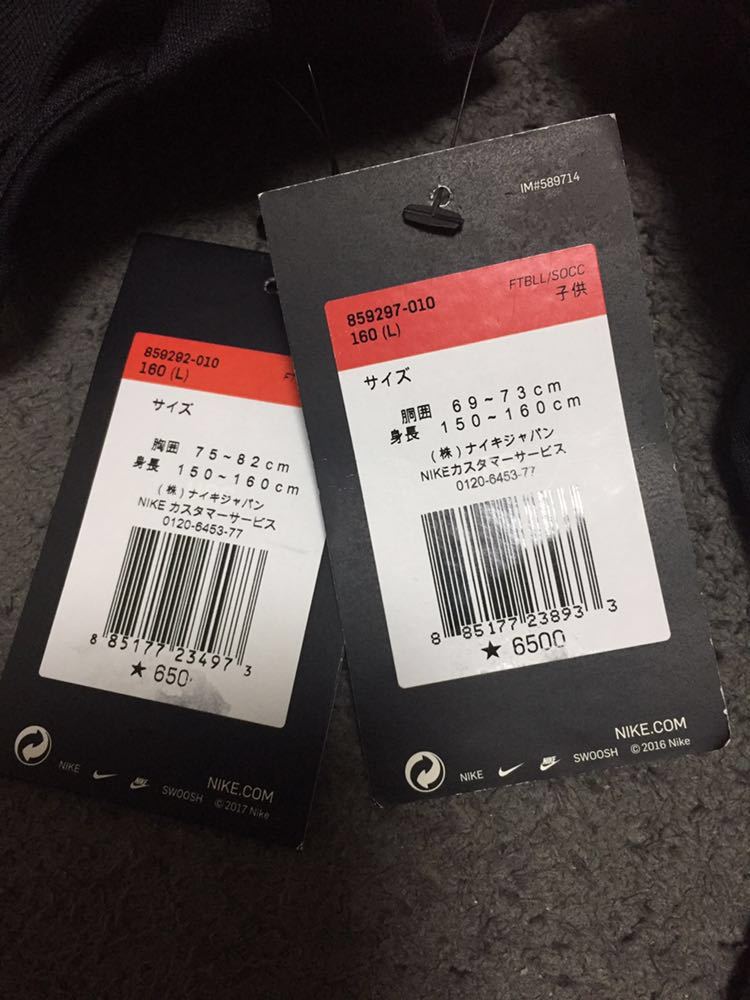 859292-010
160 (L)
サイズ
胸囲 75~82cm
身長 150~160cm
(株)ナイキジャパン
NIKE カスタマーサービス
0120-6453-77
8 85177 23497 3
★ 650
NIKE SWOOSH
NIKE.COM
© 2017 Nike
IM#589714
FTBLL/SOCC
子供
859297-010
160 (L)
サイズ
胴囲 69~73cm
身長 150~160cm
(株)ナイキジャパン
NIKEカスタマーサービス
0120-6453-77
8 85177 23893 3
★ 6500
NIKE.COM
NIKE NIKE SWOOSH © 2016 Nike